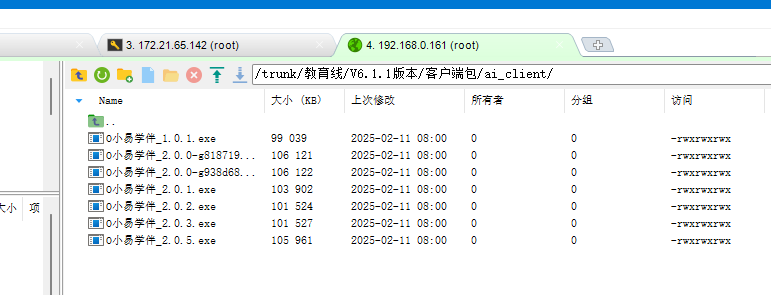 3. 172.21.65.142 (root) 4. 192.168.0.161 (root)
/trunk/教育线/V6.1.1版本/客户端包/ai_client/
Name 大小 (KB) 上次修改 所有者 分组 访问
..
O小易学伴_1.0.1.exe 99 039 2025-02-11 08:00 0 0 -rwxrwxrwx
O小易学伴_2.0.0-g818719... 106 121 2025-02-11 08:00 0 0 -rwxrwxrwx
O小易学伴_2.0.0-g938d68... 106 122 2025-02-11 08:00 0 0 -rwxrwxrwx
O小易学伴_2.0.1.exe 103 902 2025-02-11 08:00 0 0 -rwxrwxrwx
O小易学伴_2.0.2.exe 101 524 2025-02-11 08:00 0 0 -rwxrwxrwx
大小 项 O小易学伴_2.0.3.exe 101 527 2025-02-11 08:00 0 0 -rwxrwxrwx
O小易学伴_2.0.5.exe 105 961 2025-02-11 08:00 0 0 -rwxrwxrwx